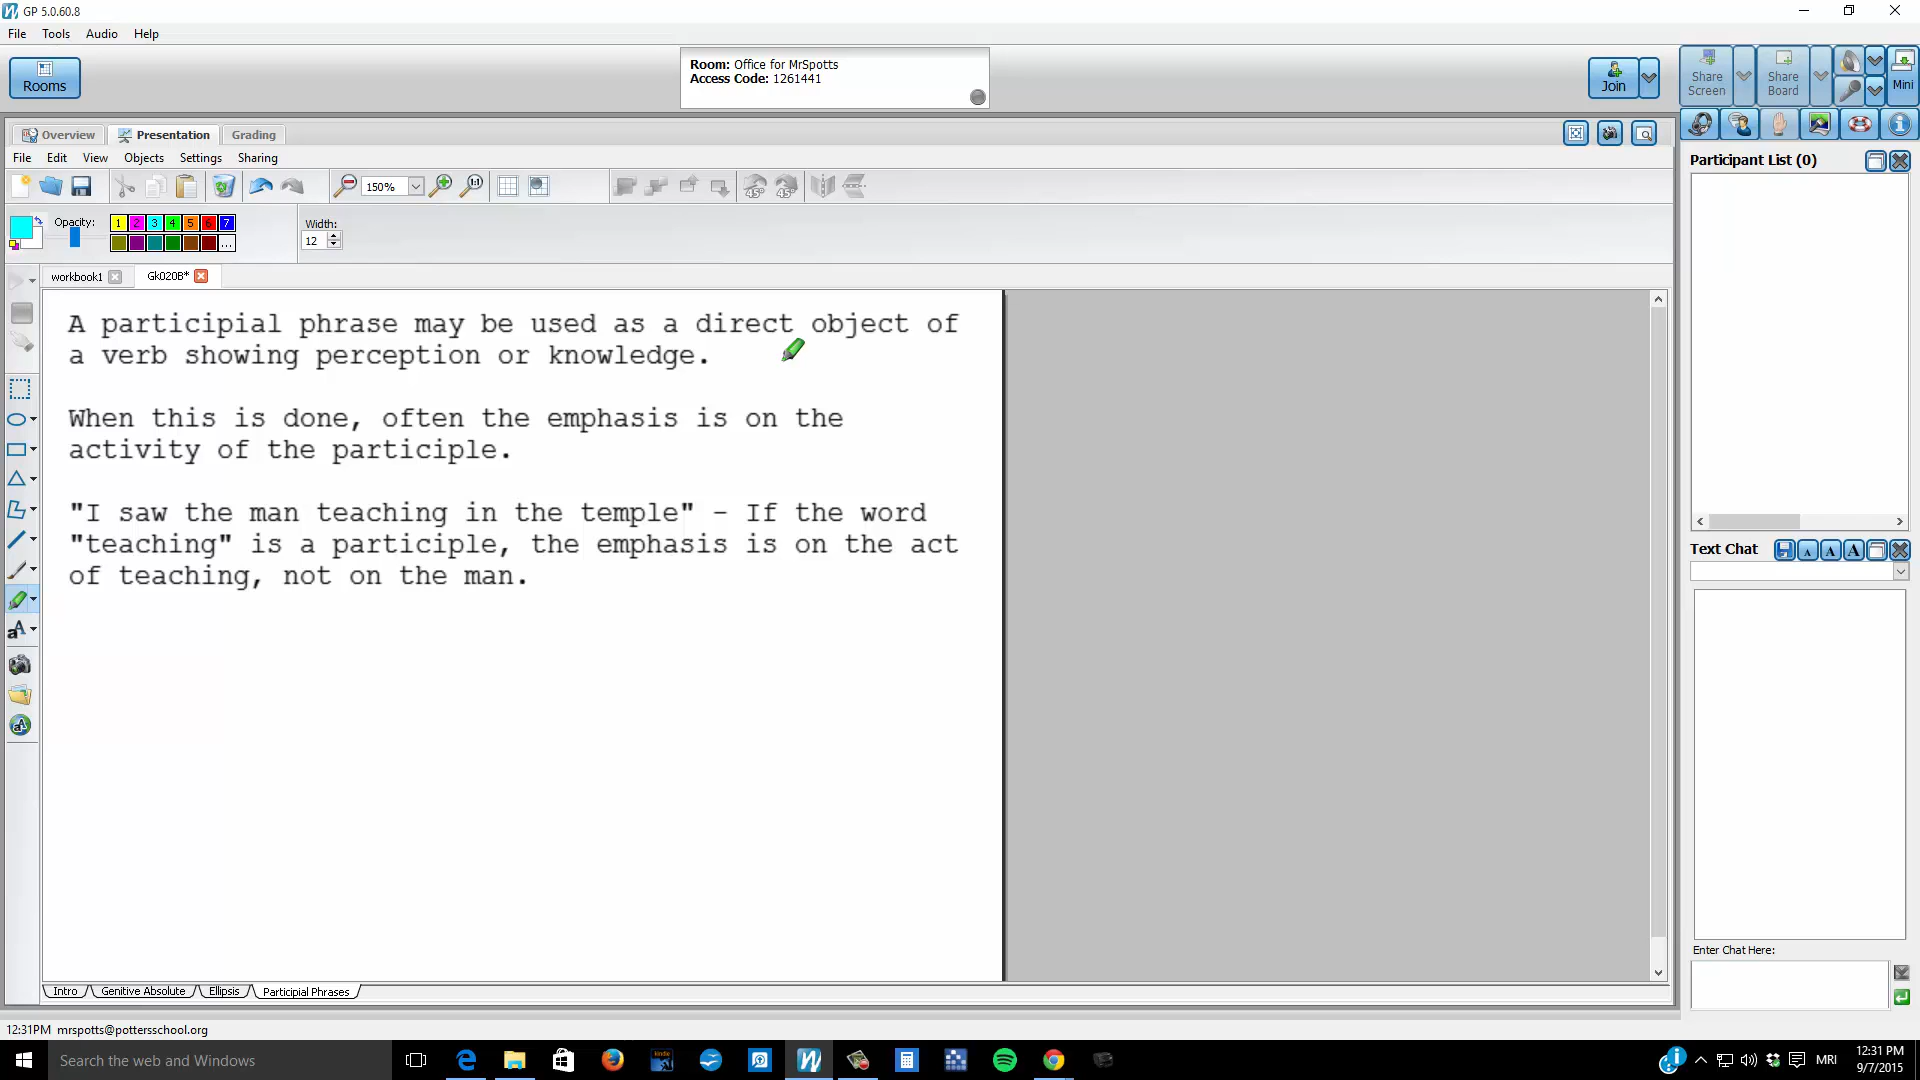 GP 5.0.60.8
File Tools Audio Help
Rooms
Room: Office for MrSpotts
Access Code: 1261441
Join
Share Screen
Share Board
Mini
Overview Presentation Grading
File Edit View Objects Settings Sharing
150%
45° 45°
Opacity: 1 2 3 4 5 6 7
...
Width:
12
workbook1 Gk020B*
A participial phrase may be used as a direct object of
a verb showing perception or knowledge.
When this is done, often the emphasis is on the
activity of the participle.
"I saw the man teaching in the temple" - If the word
"teaching" is a participle, the emphasis is on the act
of teaching, not on the man.
Participant List (0)
Text Chat
A A A
Enter Chat Here:
Intro Genitive Absolute Ellipsis Participial Phrases
12:31PM mrspotts@pottersschool.org
Search the web and Windows
kindle
MRI
12:31 PM
9/7/2015